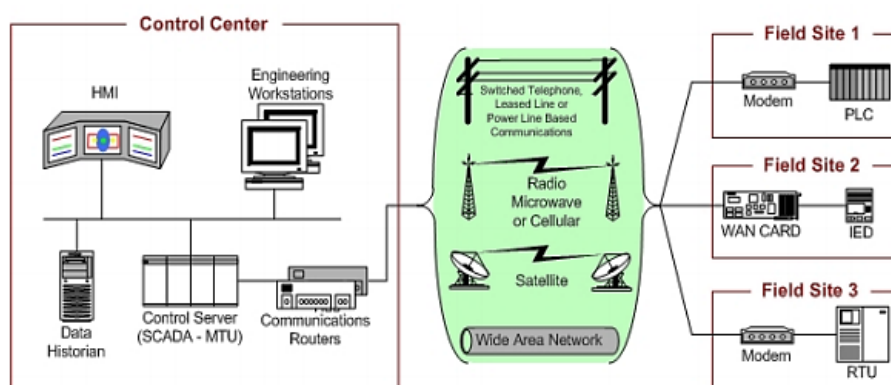 Control Center
HMI
Engineering
Workstations
Data
Historian
Control Server
(SCADA - MTU)
Communications
Routers
Switched Telephone,
Leased Line or
Power Line Based
Communications
Radio
Microwave
or Cellular
Satellite
Wide Area Network
Field Site 1
Modem
PLC
Field Site 2
WAN CARD
IED
Field Site 3
Modem
RTU